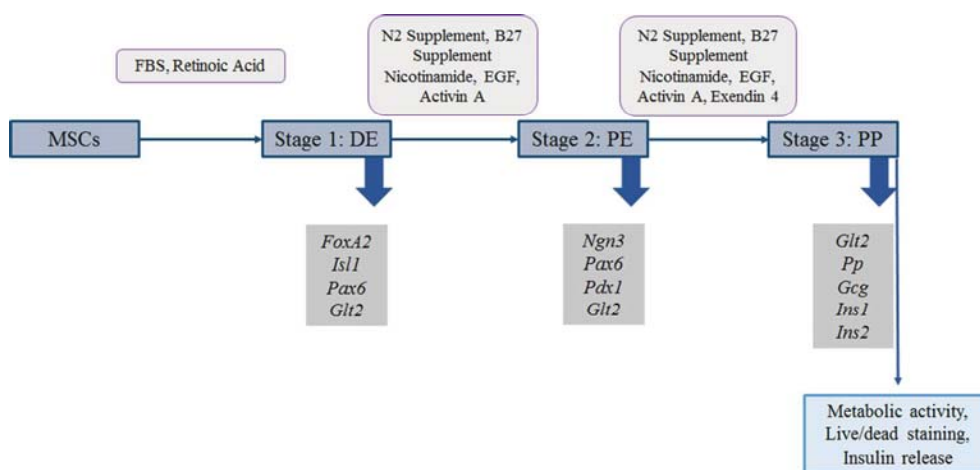 FBS, Retinoic Acid
N2 Supplement, B27
Supplement
Nicotinamide, EGF,
Activin A
N2 Supplement, B27
Supplement
Nicotinamide, EGF,
Activin A, Exendin 4
MSCs
Stage 1: DE
Stage 2: PE
Stage 3: PP
FoxA2
Isl1
Pax6
Glt2
Ngn3
Pax6
Pdx1
Glt2
Glt2
Pp
Gcg
Ins1
Ins2
Metabolic activity,
Live/dead staining,
Insulin release